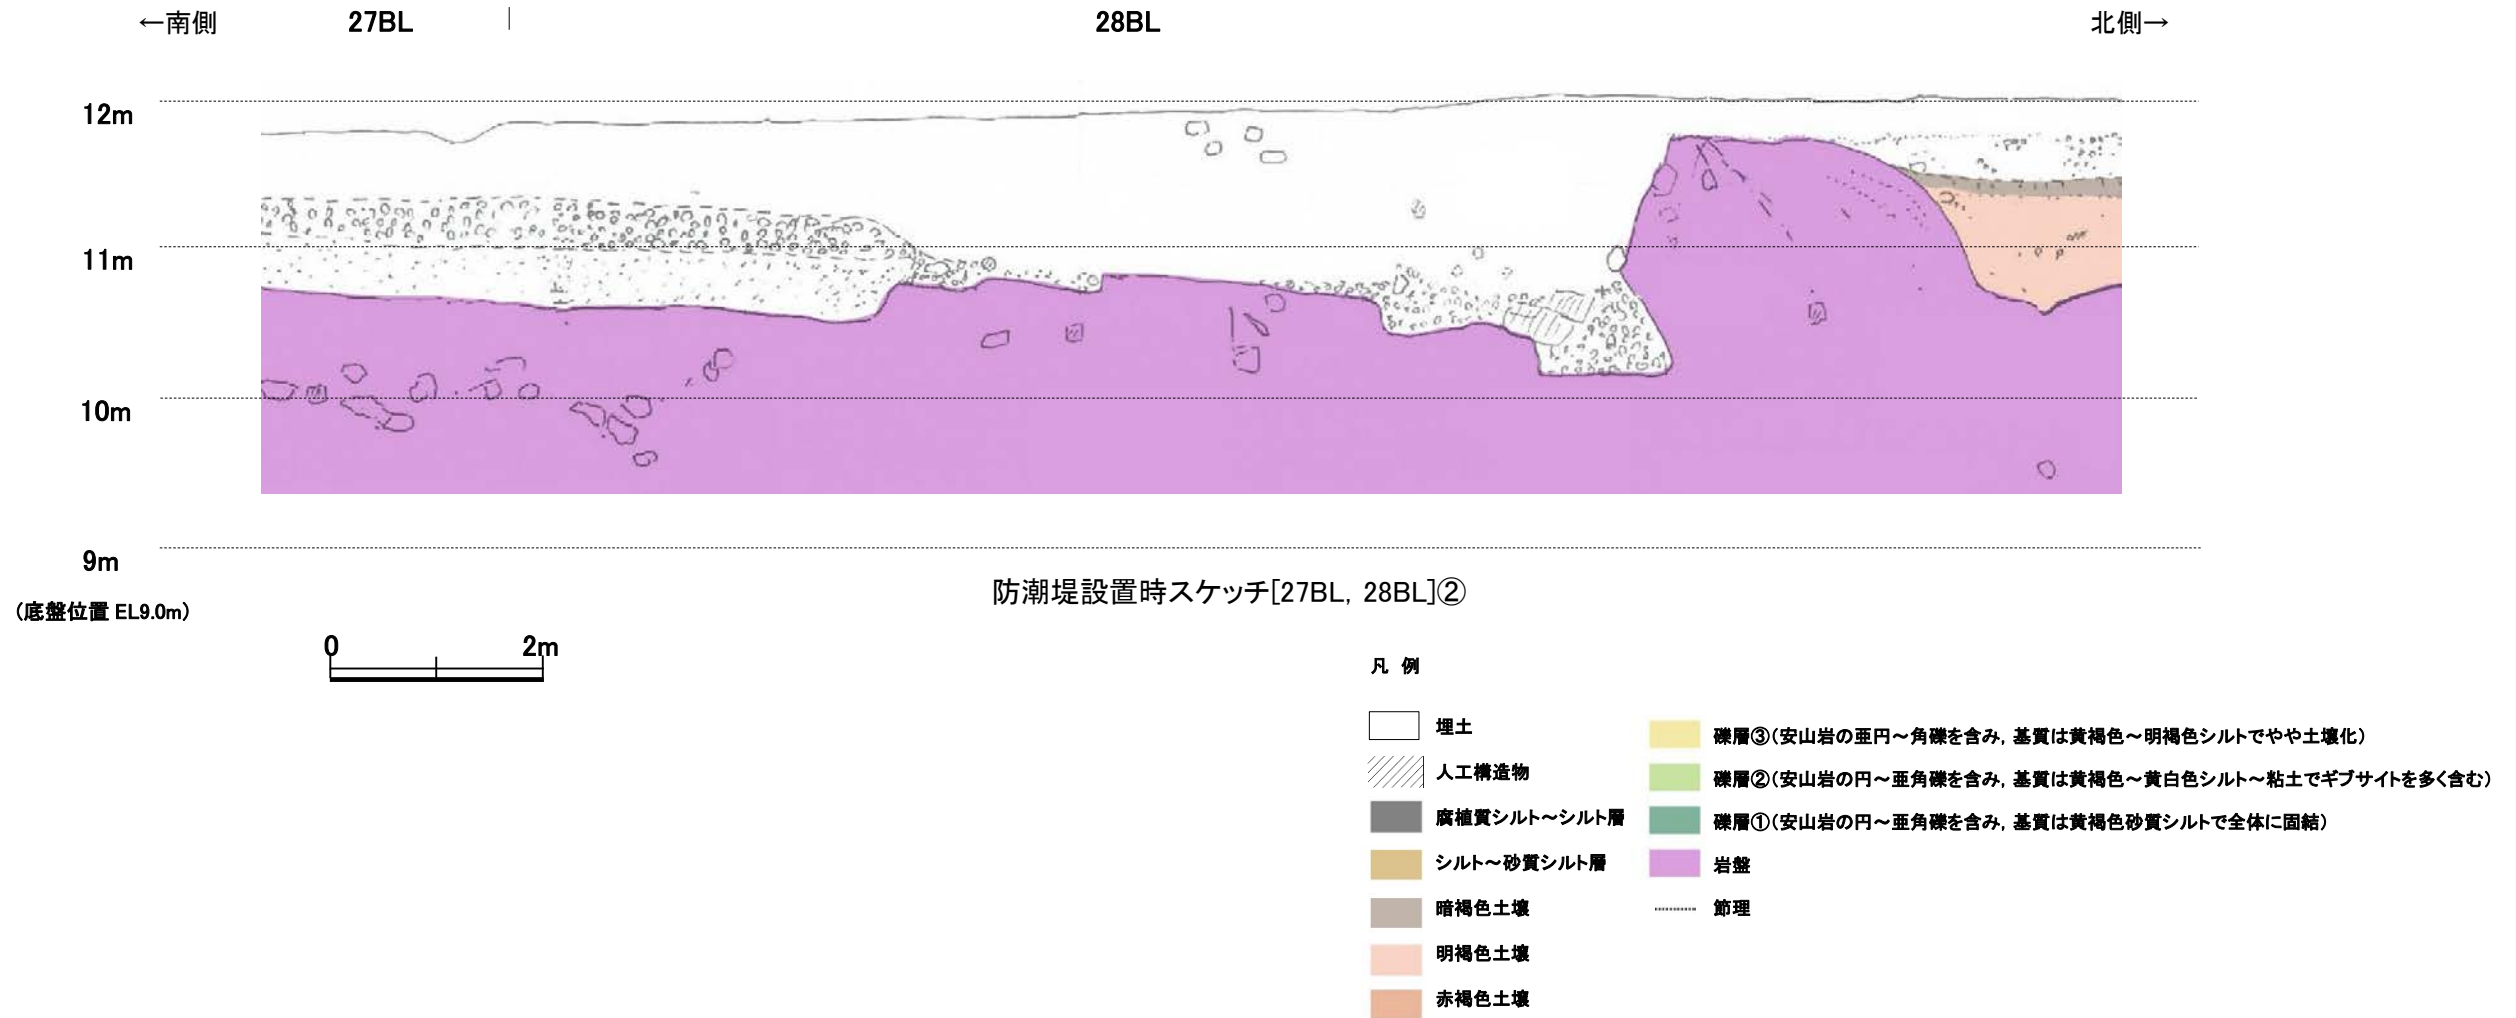 ←南側 27BL 28BL 北側→
12m
11m
10m
9m
(底盤位置 EL9.0m)
防潮堤設置時スケッチ[27BL, 28BL]②
0 2m
凡 例
埋土
人工構造物
腐植質シルト～シルト層
シルト～砂質シルト層
暗褐色土壌
明褐色土壌
赤褐色土壌
礫層③(安山岩の亜円～角礫を含み, 基質は黄褐色～明褐色シルトでやや土壌化)
礫層②(安山岩の円～亜角礫を含み, 基質は黄褐色～黄白色シルト～粘土でギブサイトを多く含む)
礫層①(安山岩の円～亜角礫を含み, 基質は黄褐色砂質シルトで全体に固結)
岩盤
節理